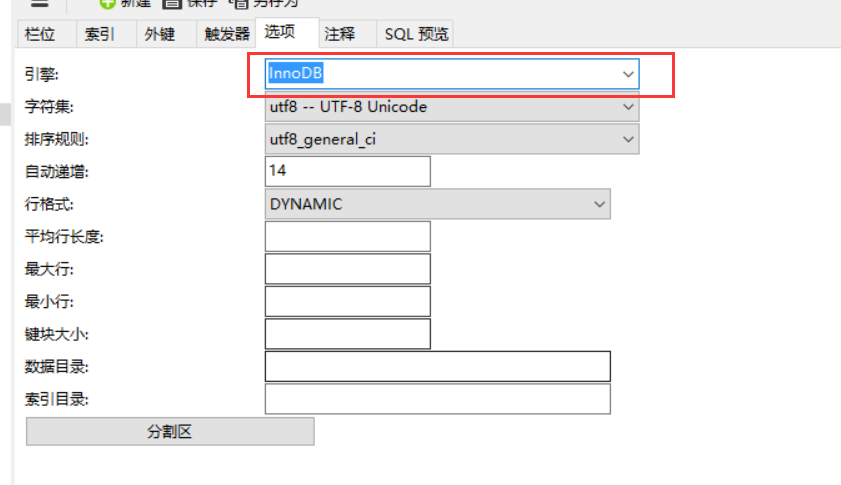 新建 保存 另存为
栏位 索引 外键 触发器 选项 注释 SQL 预览
引擎: InnoDB
字符集: utf8 -- UTF-8 Unicode
排序规则: utf8_general_ci
自动递增: 14
行格式: DYNAMIC
平均行长度:
最大行:
最小行:
键块大小:
数据目录:
索引目录:
分割区